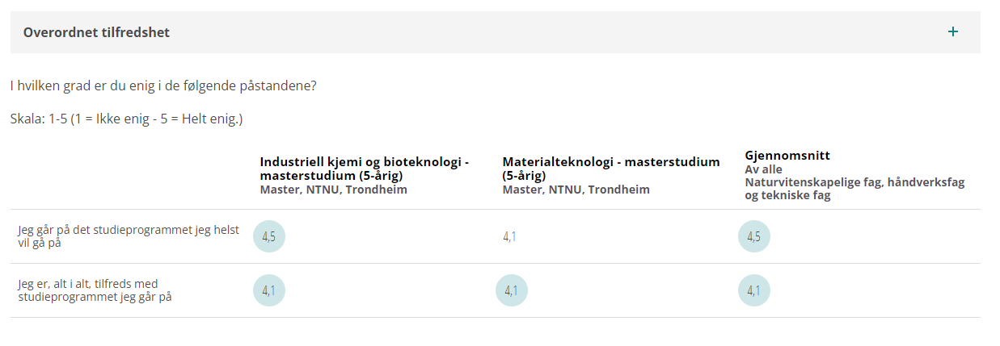 Overordnet tilfredshet
I hvilken grad er du enig i de følgende påstandene?
Skala: 1-5 (1 = Ikke enig - 5 = Helt enig.)
Industriell kjemi og bioteknologi -
masterstudium (5-årig)
Master, NTNU, Trondheim
Materialteknologi - masterstudium
(5-årig)
Master, NTNU, Trondheim
Gjennomsnitt
Av alle
Naturvitenskapelige fag, håndverksfag
og tekniske fag
Jeg går på det studieprogrammet jeg helst
vil gå på
4,5
4,1
4,5
Jeg er, alt i alt, tilfreds med
studieprogrammet jeg går på
4,1
4,1
4,1